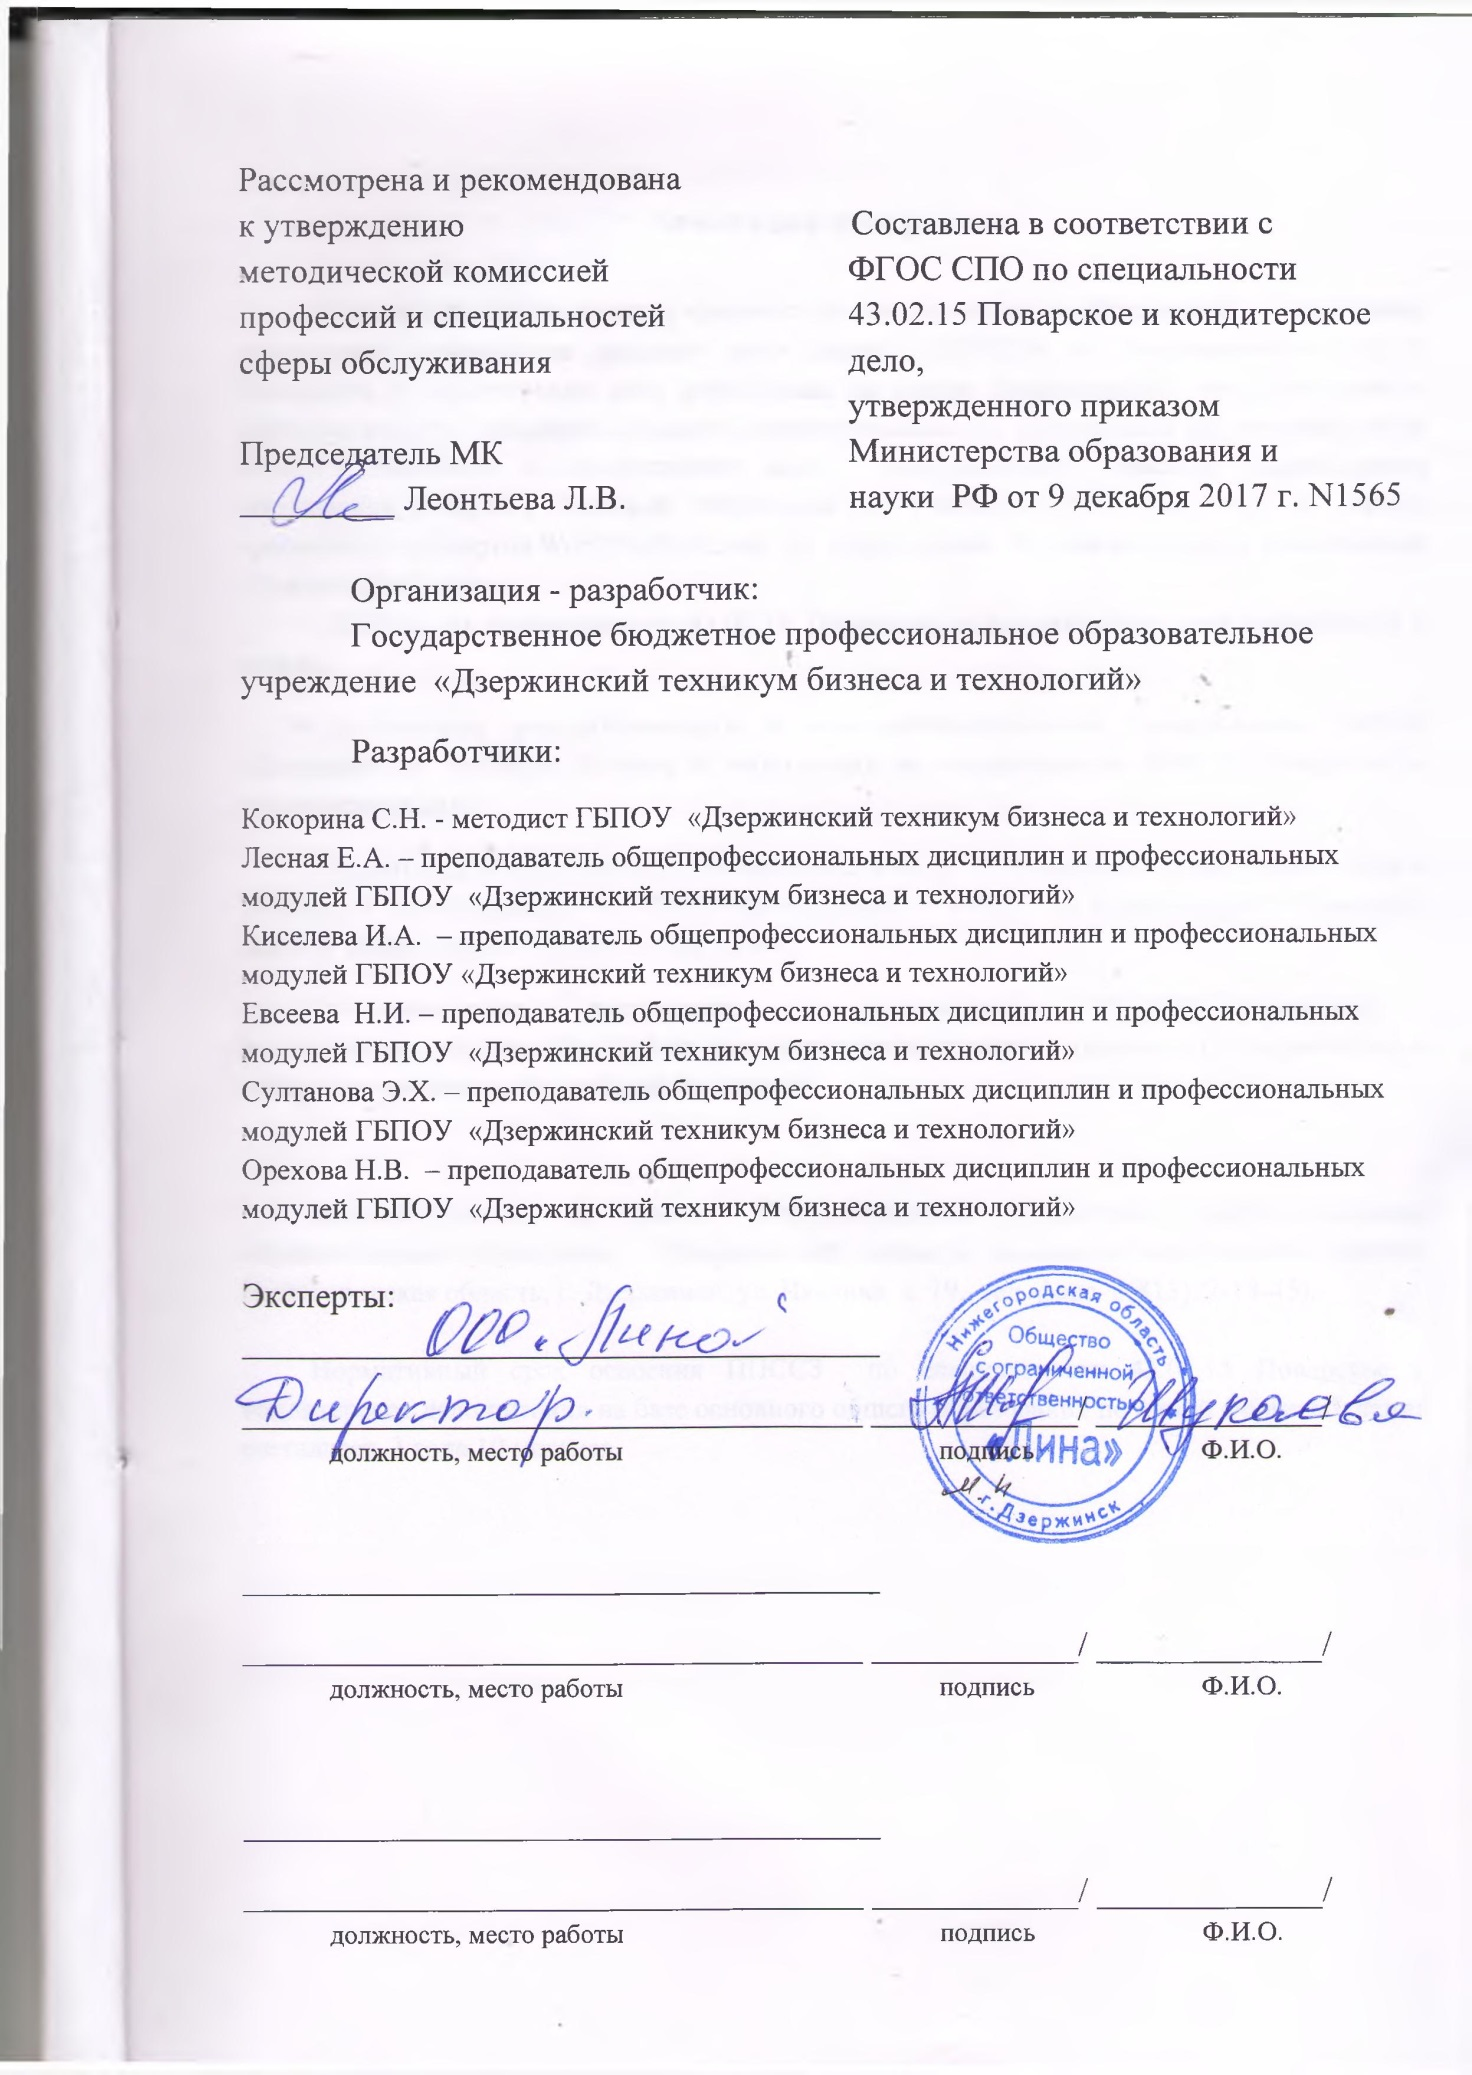 Рассмотрена и рекомендована
к утверждению
методической комиссией
профессий и специальностей
сферы обслуживания
Председатель МК
Леонтьева Л.В.
Составлена в соответствии с
ФГОС СПО по специальности
43.02.15 Поварское и кондитерское
дело,
утвержденного приказом
Министерства образования и
науки РФ от 9 декабря 2017 г. N1565
Организация - разработчик:
Государственное бюджетное профессиональное образовательное
учреждение «Дзержинский техникум бизнеса и технологий»
Разработчики:
Кокорина С.Н. - методист ГБПОУ «Дзержинский техникум бизнеса и технологий»
Лесная Е.А. – преподаватель общепрофессиональных дисциплин и профессиональных
модулей ГБПОУ «Дзержинский техникум бизнеса и технологий»
Киселева И.А. – преподаватель общепрофессиональных дисциплин и профессиональных
модулей ГБПОУ «Дзержинский техникум бизнеса и технологий»
Евсеева Н.И. – преподаватель общепрофессиональных дисциплин и профессиональных
модулей ГБПОУ «Дзержинский техникум бизнеса и технологий»
Султанова Э.Х. – преподаватель общепрофессиональных дисциплин и профессиональных
модулей ГБПОУ «Дзержинский техникум бизнеса и технологий»
Орехова Н.В. – преподаватель общепрофессиональных дисциплин и профессиональных
модулей ГБПОУ «Дзержинский техникум бизнеса и технологий»
Эксперты:
ООО «Лина»
Директор / /
должность, место работы подпись Ф.И.О.
Нижегородская область
Общество
с ограниченной
ответственностью
«Лина»
г. Дзержинск
/ /
должность, место работы подпись Ф.И.О.
/ /
должность, место работы подпись Ф.И.О.